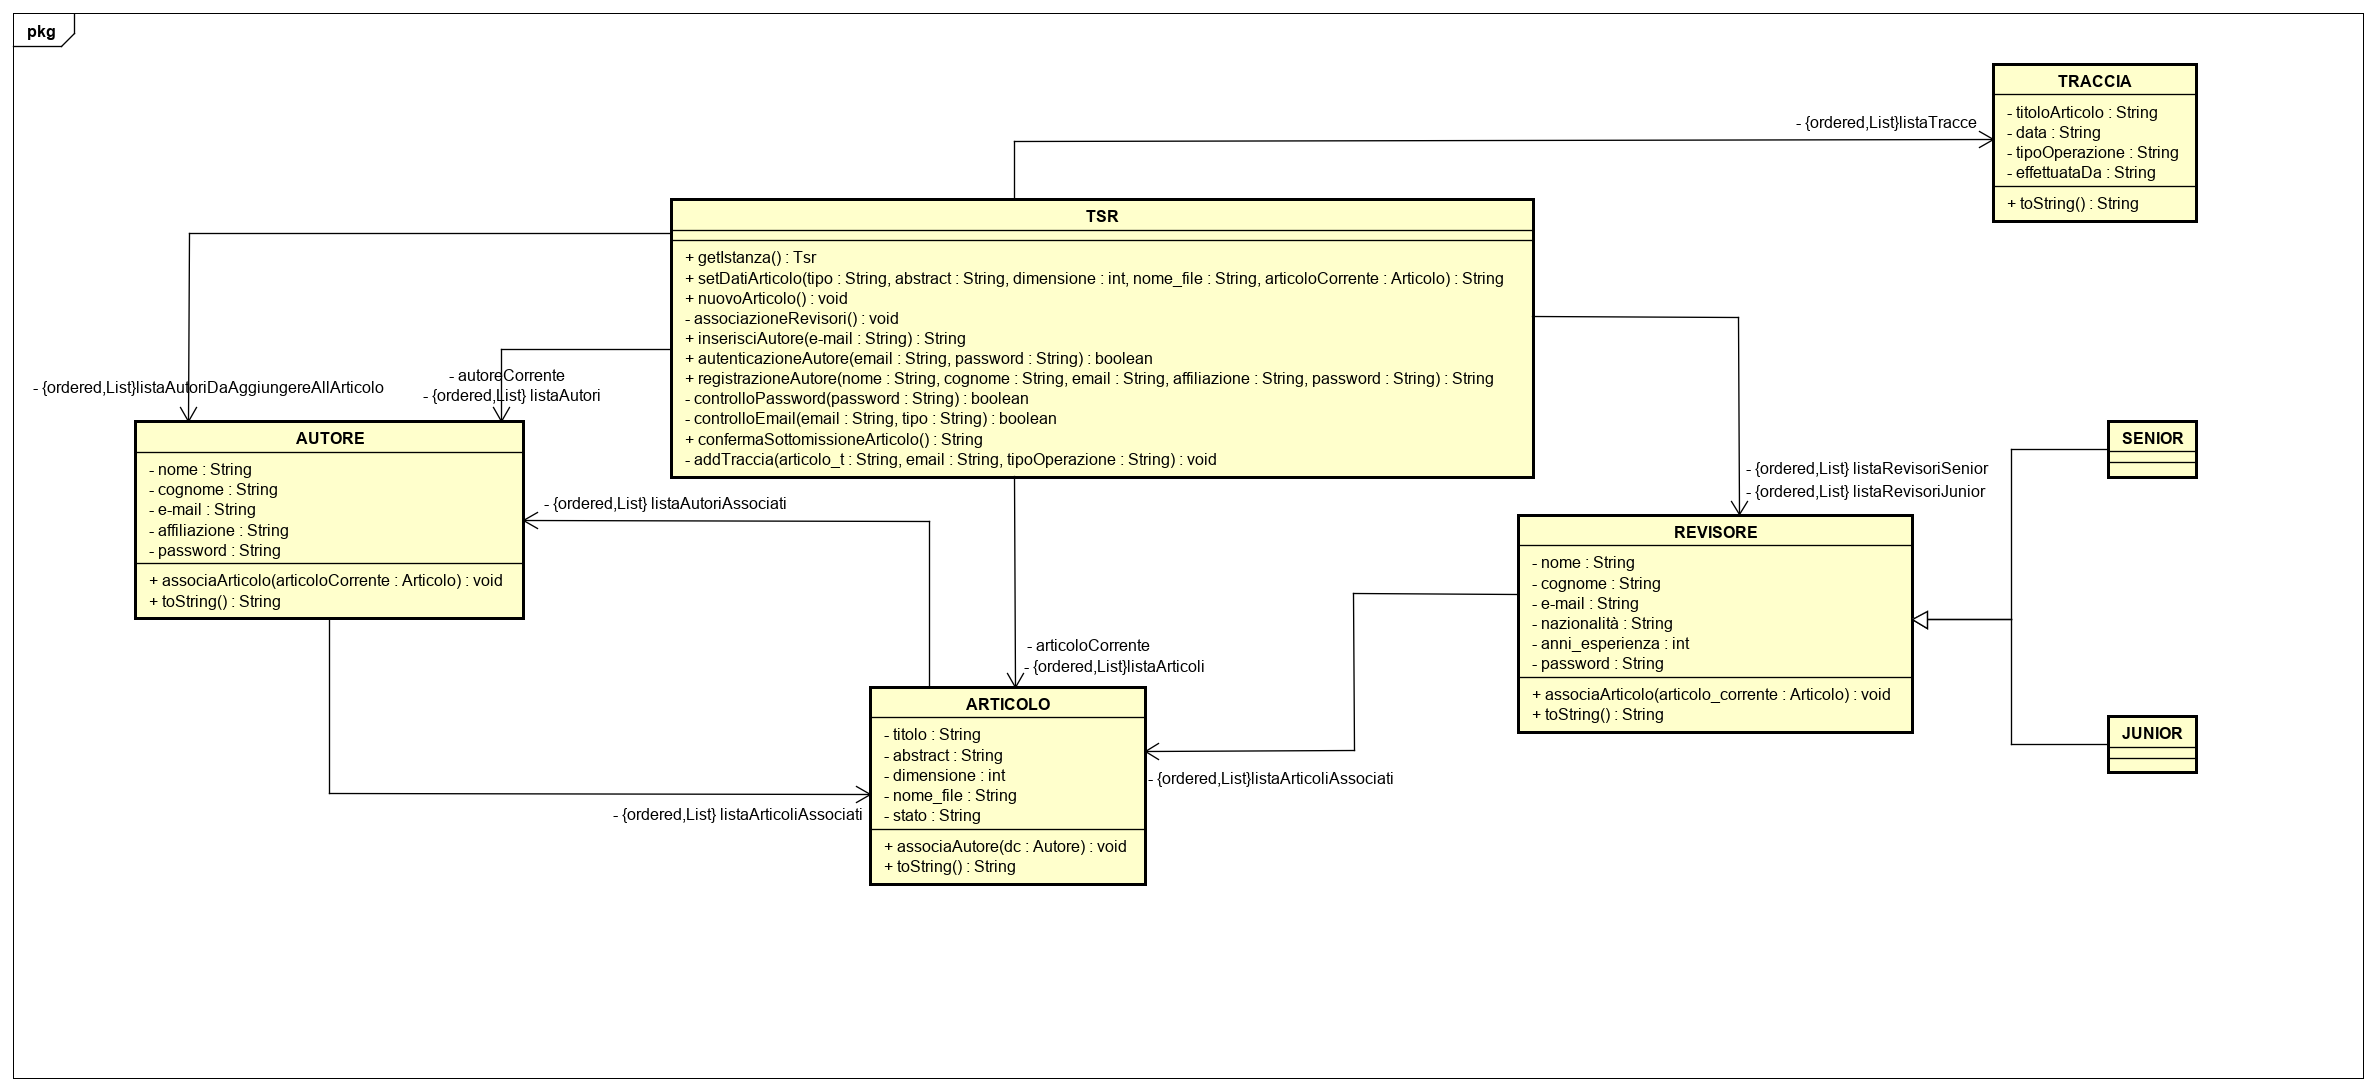 pkg
TRACCIA
- titoloArticolo : String
- data : String
- tipoOperazione : String
- effettuataDa : String
+ toString() : String
- {ordered,List}listaTracce
TSR
+ getIstanza() : Tsr
+ setDatiArticolo(tipo : String, abstract : String, dimensione : int, nome_file : String, articoloCorrente : Articolo) : String
+ nuovoArticolo() : void
- associazioneRevisori() : void
+ inserisciAutore(e-mail : String) : String
+ autenticazioneAutore(email : String, password : String) : boolean
+ registrazioneAutore(nome : String, cognome : String, email : String, affiliazione : String, password : String) : String
- controlloPassword(password : String) : boolean
- controlloEmail(email : String, tipo : String) : boolean
+ confermaSottomissioneArticolo() : String
- addTraccia(articolo_t : String, email : String, tipoOperazione : String) : void
- {ordered,List}listaAutoriDaAggiungereAllArticolo
- autoreCorrente
- {ordered,List} listaAutori
AUTORE
- nome : String
- cognome : String
- e-mail : String
- affiliazione : String
- password : String
+ associaArticolo(articoloCorrente : Articolo) : void
+ toString() : String
- {ordered,List} listaAutoriAssociati
- {ordered,List} listaRevisoriSenior
- {ordered,List} listaRevisoriJunior
SENIOR
REVISORE
- nome : String
- cognome : String
- e-mail : String
- nazionalità : String
- anni_esperienza : int
- password : String
+ associaArticolo(articolo_corrente : Articolo) : void
+ toString() : String
JUNIOR
- articoloCorrente
- {ordered,List}listaArticoli
ARTICOLO
- titolo : String
- abstract : String
- dimensione : int
- nome_file : String
- stato : String
+ associaAutore(dc : Autore) : void
+ toString() : String
- {ordered,List}listaArticoliAssociati
- {ordered,List} listaArticoliAssociati